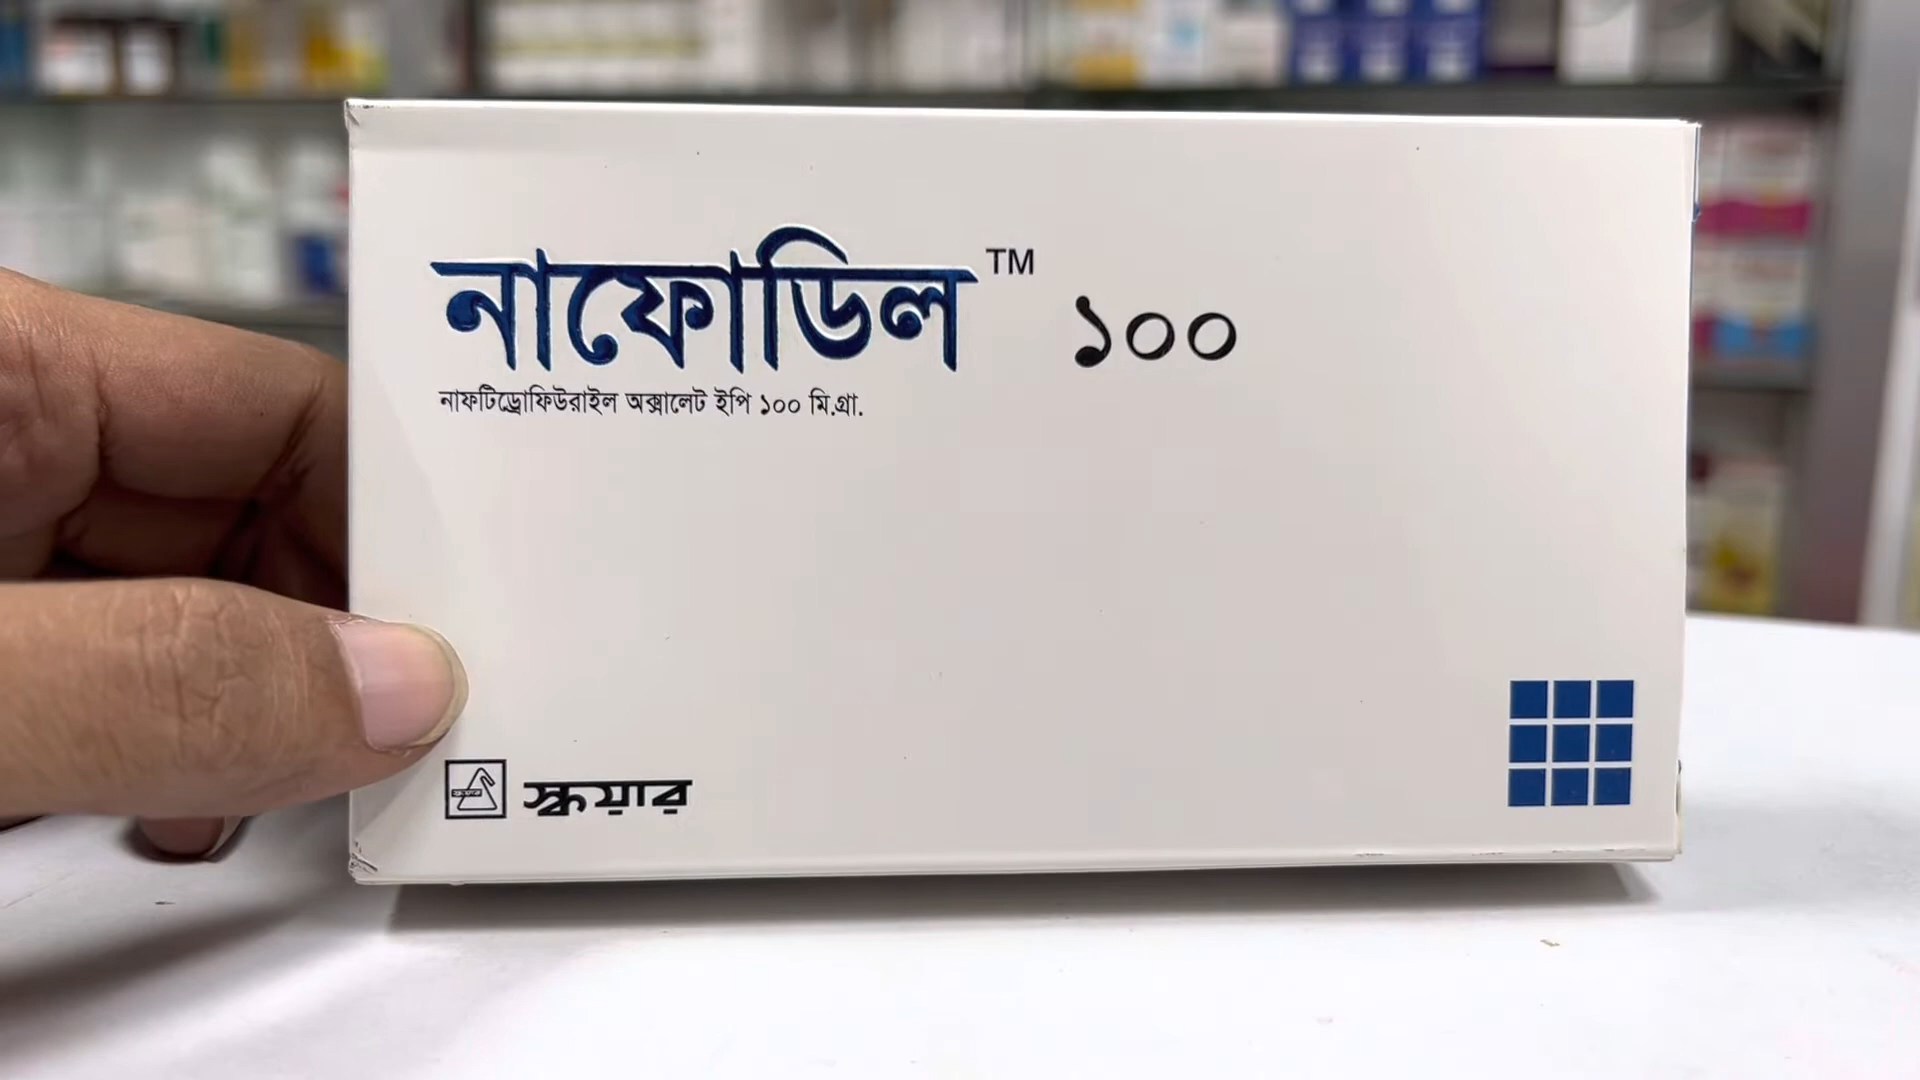 নাফোডিল™ ১০০
নাফটিড্রোফিউরাইল অক্সালেট ইপি ১০০ মি.গ্রা.
স্কয়ার